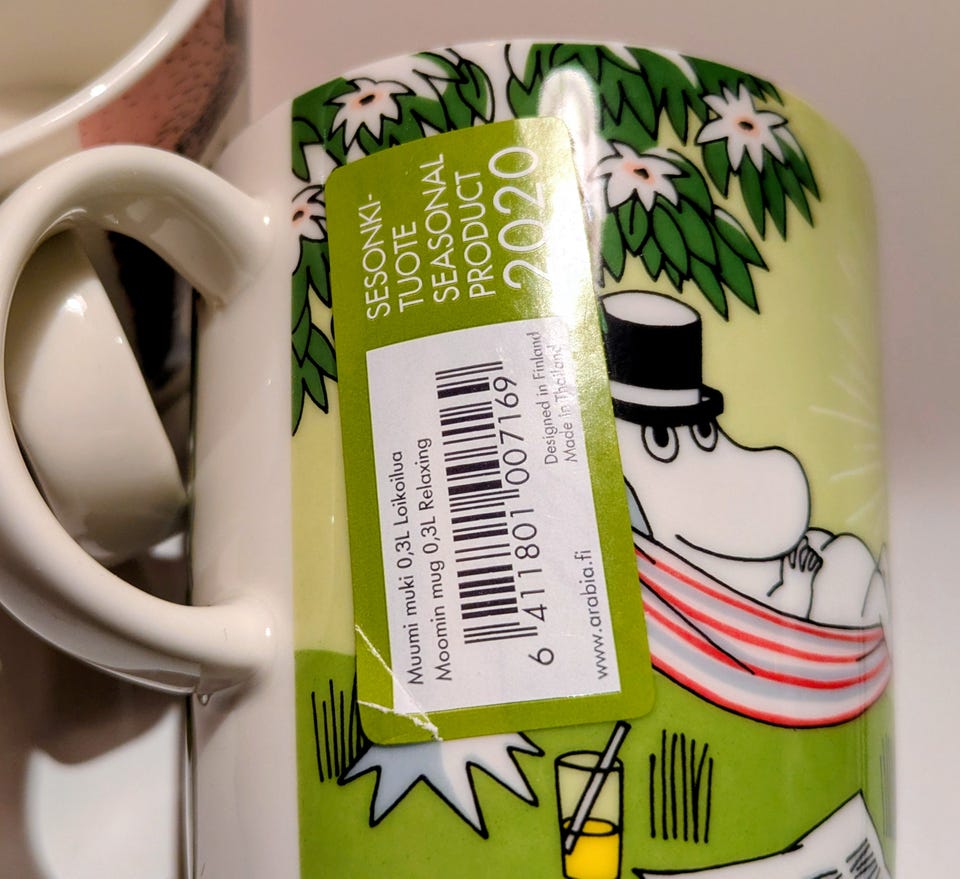 SESONKI-
TUOTE
SEASONAL
PRODUCT
2020
Muumi muki 0,3L Loikoilua
Moomin mug 0,3L Relaxing
6 411801 007169
Designed in Finland
Made in Thailand
www.arabia.fi